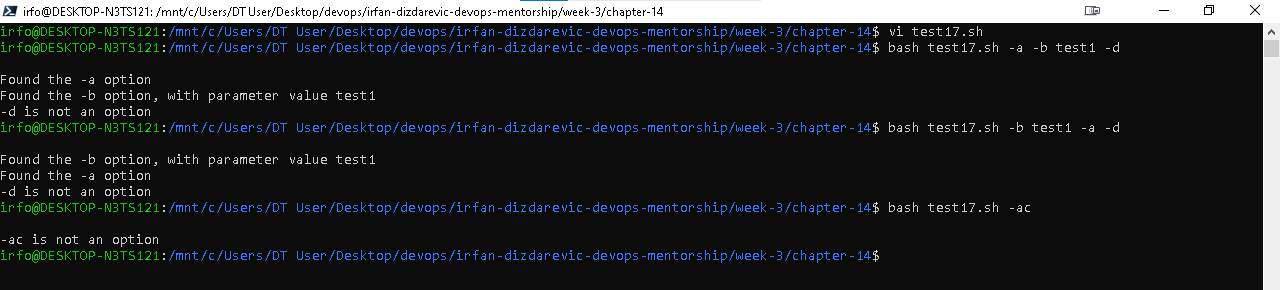 irfo@DESKTOP-N3TS121: /mnt/c/Users/DT User/Desktop/devops/irfan-dizdarevic-devops-mentorship/week-3/chapter-14
irfo@DESKTOP-N3TS121:/mnt/c/Users/DT User/Desktop/devops/irfan-dizdarevic-devops-mentorship/week-3/chapter-14$ vi test17.sh
irfo@DESKTOP-N3TS121:/mnt/c/Users/DT User/Desktop/devops/irfan-dizdarevic-devops-mentorship/week-3/chapter-14$ bash test17.sh -a -b test1 -d
Found the -a option
Found the -b option, with parameter value test1
-d is not an option
irfo@DESKTOP-N3TS121:/mnt/c/Users/DT User/Desktop/devops/irfan-dizdarevic-devops-mentorship/week-3/chapter-14$ bash test17.sh -b test1 -a -d
Found the -b option, with parameter value test1
Found the -a option
-d is not an option
irfo@DESKTOP-N3TS121:/mnt/c/Users/DT User/Desktop/devops/irfan-dizdarevic-devops-mentorship/week-3/chapter-14$ bash test17.sh -ac
-ac is not an option
irfo@DESKTOP-N3TS121:/mnt/c/Users/DT User/Desktop/devops/irfan-dizdarevic-devops-mentorship/week-3/chapter-14$